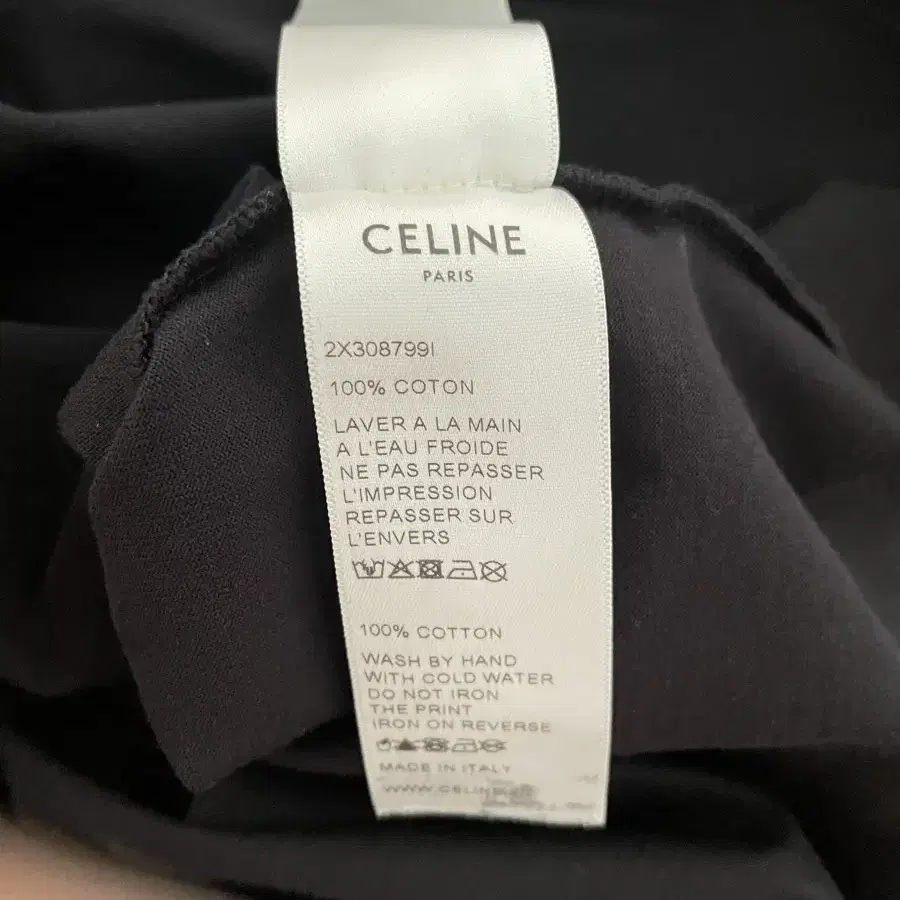 CELINE
PARIS
2X308799I
100% COTON
LAVER A LA MAIN
A L'EAU FROIDE
NE PAS REPASSER
L'IMPRESSION
REPASSER SUR
L'ENVERS
100% COTTON
WASH BY HAND
WITH COLD WATER
DO NOT IRON
THE PRINT
IRON ON REVERSE
MADE IN ITALY